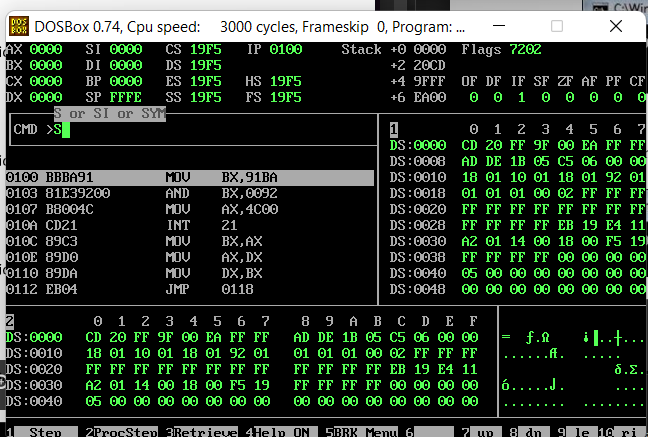 C:\Win
DOSBox 0.74, Cpu speed: 3000 cycles, Frameskip 0, Program: ...
AX 0000 SI 0000 CS 19F5 IP 0100 Stack +0 0000 Flags 7202
BX 0000 DI 0000 DS 19F5 +2 20CD
CX 0000 BP 0000 ES 19F5 HS 19F5 +4 9FFF OF DF IF SF ZF AF PF CF
DX 0000 SP FFFE SS 19F5 FS 19F5 +6 EA00 0 0 1 0 0 0 0 0
S or SI or SYM
CMD >S
1 0 1 2 3 4 5 6 7
DS:0000 CD 20 FF 9F 00 EA FF FF
DS:0008 AD DE 1B 05 C5 06 00 00
0100 BBBA91 MOV BX,91BA DS:0010 18 01 10 01 18 01 92 01
0103 81E39200 AND BX,0092 DS:0018 01 01 01 00 02 FF FF FF
0107 B8004C MOV AX,4C00 DS:0020 FF FF FF FF FF FF FF FF
010A CD21 INT 21 DS:0028 FF FF FF FF EB 19 E4 11
010C 89C3 MOV BX,AX DS:0030 A2 01 14 00 18 00 F5 19
010E 89D0 MOV AX,DX DS:0038 FF FF FF FF 00 00 00 00
0110 89DA MOV DX,BX DS:0040 05 00 00 00 00 00 00 00
0112 EB04 JMP 0118 DS:0048 00 00 00 00 00 00 00 00
2 0 1 2 3 4 5 6 7 8 9 A B C D E F
DS:0000 CD 20 FF 9F 00 EA FF FF AD DE 1B 05 C5 06 00 00
DS:0010 18 01 10 01 18 01 92 01 01 01 01 00 02 FF FF FF
DS:0020 FF FF FF FF FF FF FF FF FF FF FF FF EB 19 E4 11
DS:0030 A2 01 14 00 18 00 F5 19 FF FF FF FF 00 00 00 00
DS:0040 05 00 00 00 00 00 00 00 00 00 00 00 00 00 00 00
1 Step 2ProcStep 3Retrieve 4Help ON 5BRK Menu 6 7 up 8 dn 9 le 10 ri